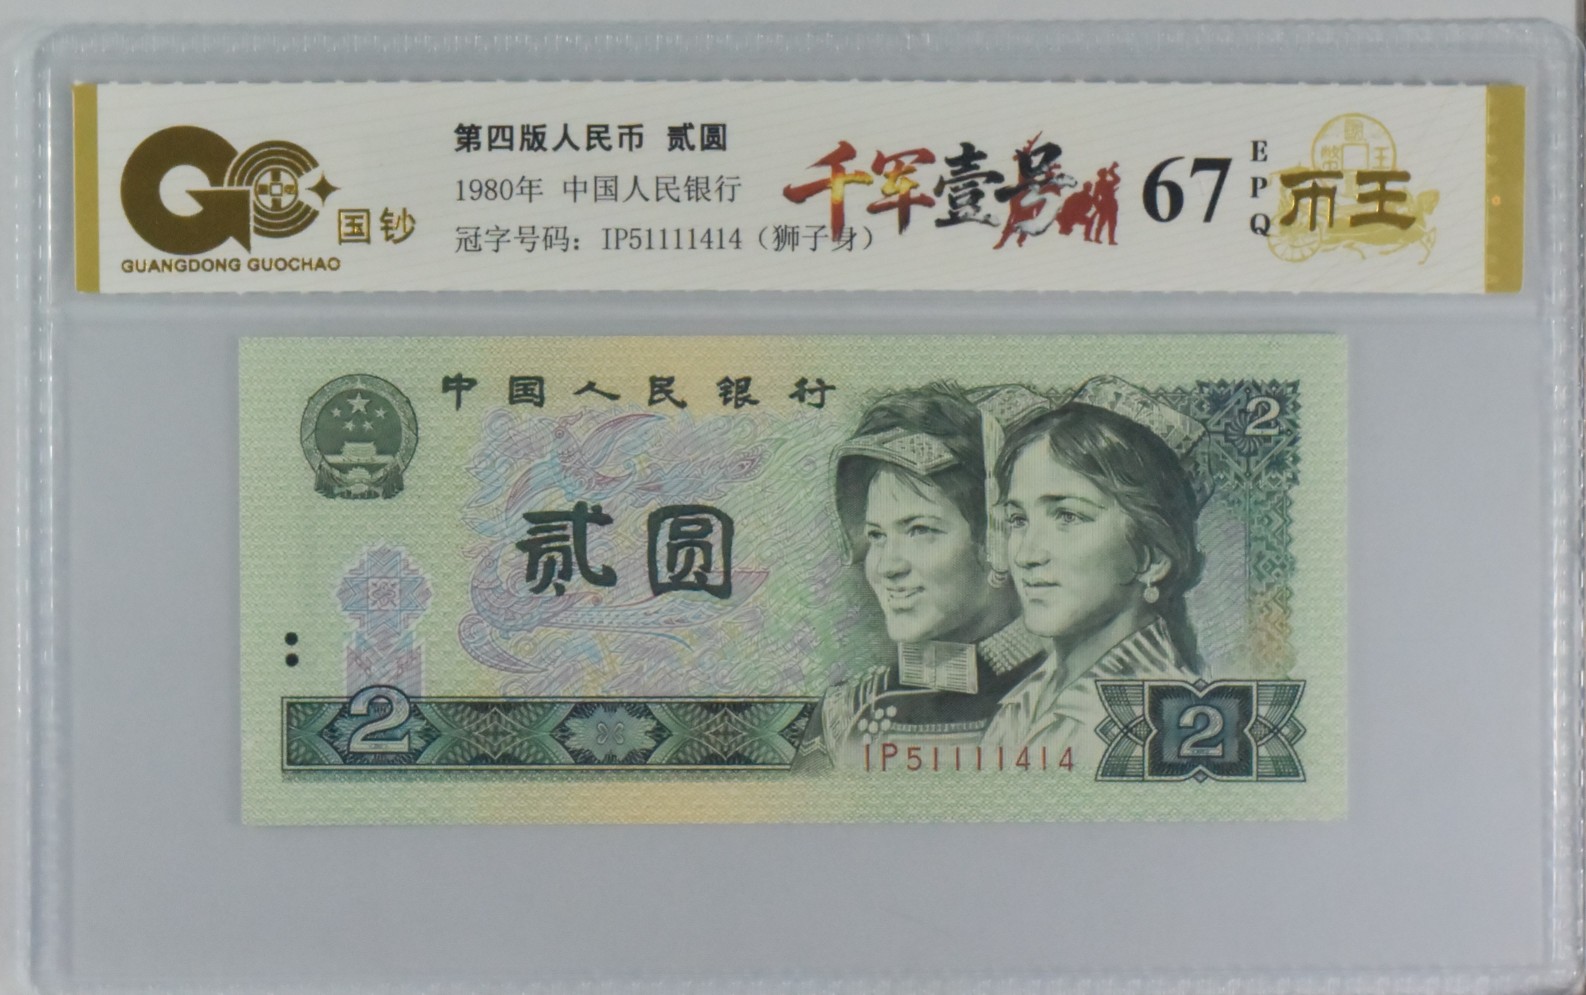 国钞
GUANGDONG GUOCHAO
第四版人民币 贰圆
1980年 中国人民银行
冠字号码：IP51111414（狮子身）
千军壹号
67
EPQ
币王
中国人民银行
2
贰圆
2
2
IP51111414